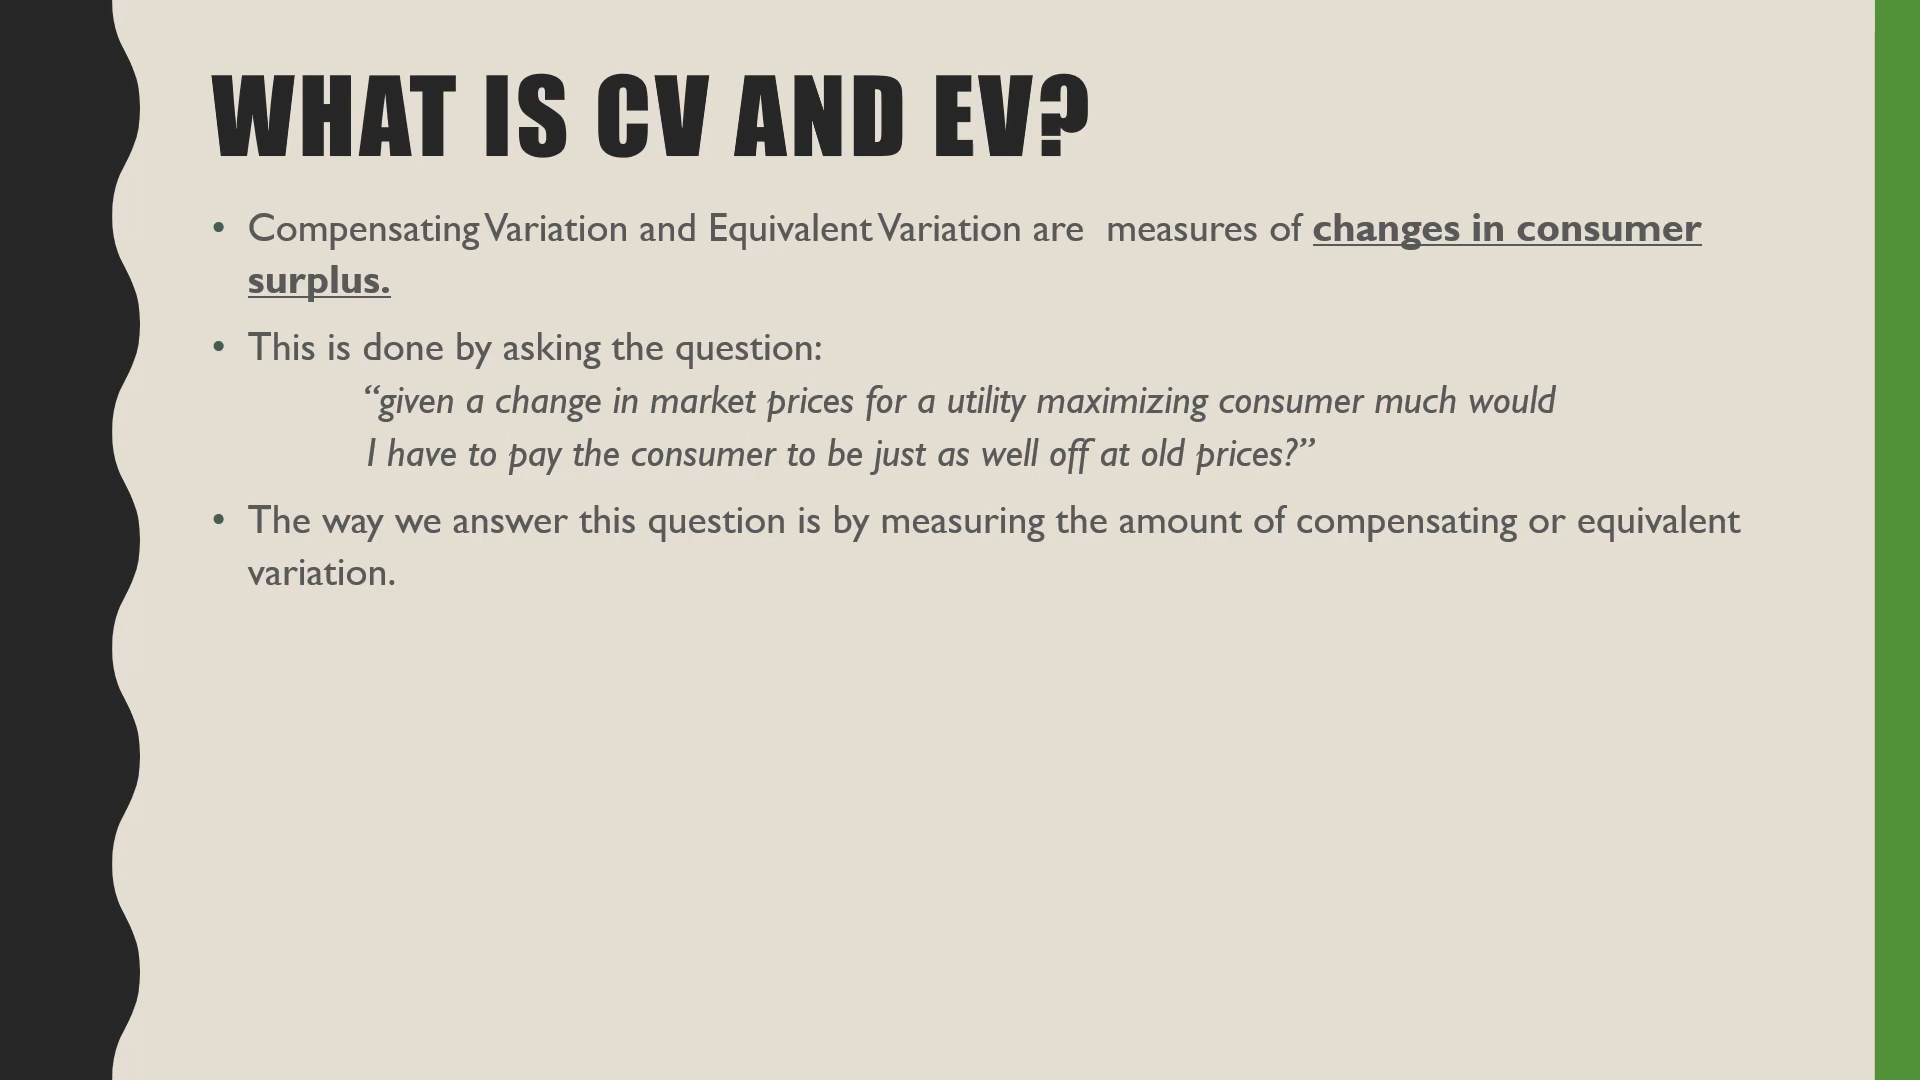 WHAT IS CV AND EV?
• Compensating Variation and Equivalent Variation are  measures of changes in consumer
surplus.
• This is done by asking the question:
“given a change in market prices for a utility maximizing consumer much would
I have to pay the consumer to be just as well off at old prices?”
• The way we answer this question is by measuring the amount of compensating or equivalent
variation.